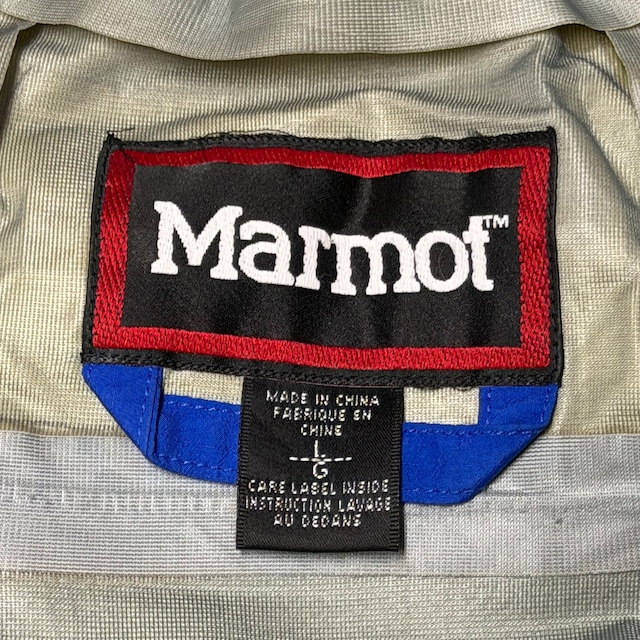 Marmot™
MADE IN CHINA
FABRIQUE EN
CHINE
L
G
CARE LABEL INSIDE
INSTRUCTION LAVAGE
AU DEDANS